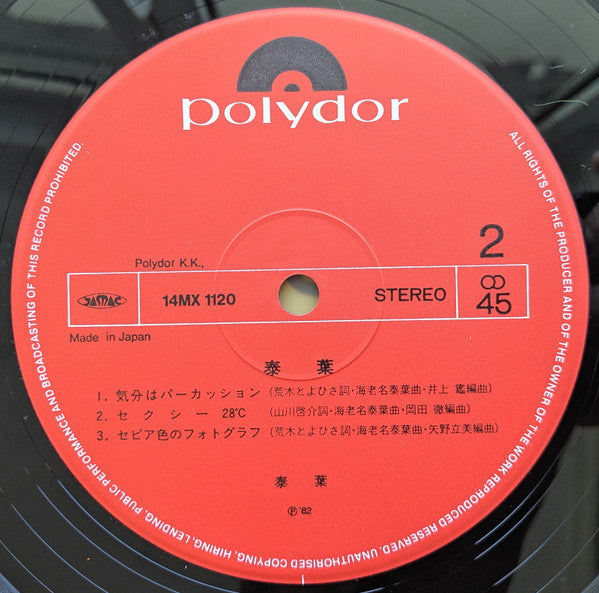 polydor
ALL RIGHTS OF THE PRODUCER AND OF THE OWNER OF THE WORK REPRODUCED RESERVED. UNAUTHORISED COPYING, HIRING, LENDING, PUBLIC PERFORMANCE AND BROADCASTING OF THIS RECORD PROHIBITED.
2
Polydor K.K.,
JASRAC 14MX 1120 STEREO ∞ 45
Made in Japan
泰 葉
1. 気分はパーカッション (荒木とよひさ詞・海老名泰葉曲・井上 鑑編曲)
2. セクシー 28℃ (山川啓介詞・海老名泰葉曲・岡田 徹編曲)
3. セピア色のフォトグラフ (荒木とよひさ詞・海老名泰葉曲・矢野立美編曲)
泰 葉
Ⓟ '82